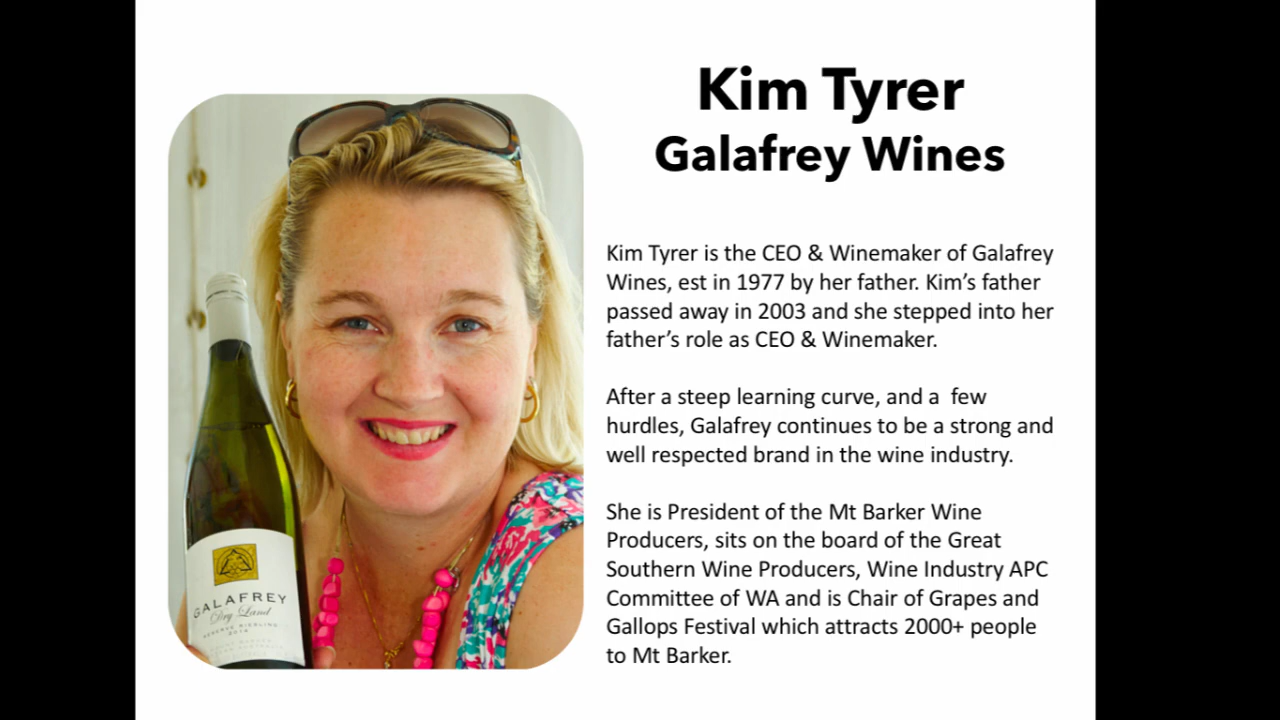 Kim Tyrer
Galafrey Wines
Kim Tyrer is the CEO & Winemaker of Galafrey
Wines, est in 1977 by her father. Kim’s father
passed away in 2003 and she stepped into her
father’s role as CEO & Winemaker.
After a steep learning curve, and a  few
hurdles, Galafrey continues to be a strong and
well respected brand in the wine industry.
She is President of the Mt Barker Wine
Producers, sits on the board of the Great
Southern Wine Producers, Wine Industry APC
Committee of WA and is Chair of Grapes and
Gallops Festival which attracts 2000+ people
to Mt Barker.
GALAFREY
Dry Land
RESERVE RIESLING